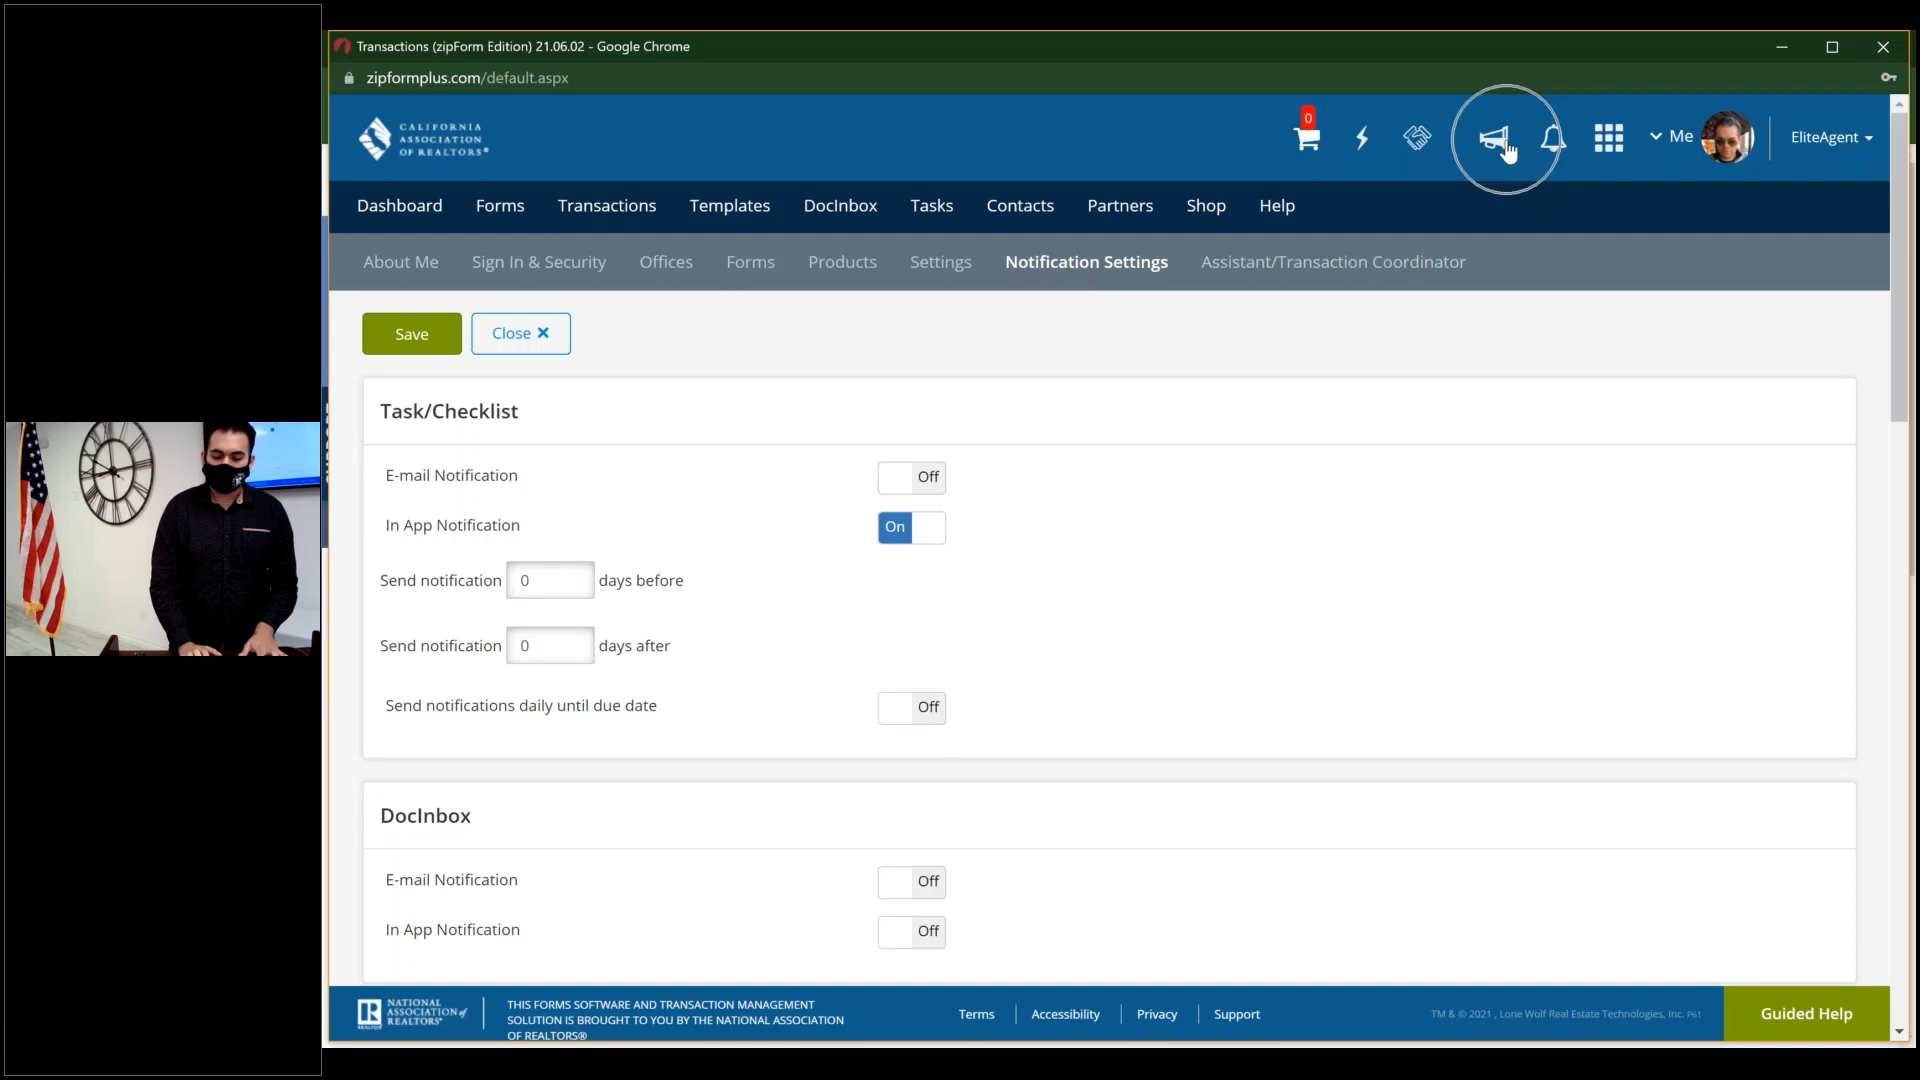 Transactions (zipForm Edition) 21.06.02 - Google Chrome
zipformplus.com/default.aspx
CALIFORNIA
ASSOCIATION
OF REALTORS®
0
Me
EliteAgent
Dashboard Forms Transactions Templates DocInbox Tasks Contacts Partners Shop Help
About Me Sign In & Security Offices Forms Products Settings Notification Settings Assistant/Transaction Coordinator
Save Close
Task/Checklist
E-mail Notification Off
In App Notification On
Send notification 0 days before
Send notification 0 days after
Send notifications daily until due date Off
DocInbox
E-mail Notification Off
In App Notification Off
NATIONAL
ASSOCIATION of
REALTORS®
THIS FORMS SOFTWARE AND TRANSACTION MANAGEMENT
SOLUTION IS BROUGHT TO YOU BY THE NATIONAL ASSOCIATION
OF REALTORS®
Terms Accessibility Privacy Support
TM & © 2021 , Lone Wolf Real Estate Technologies, Inc. P61
Guided Help